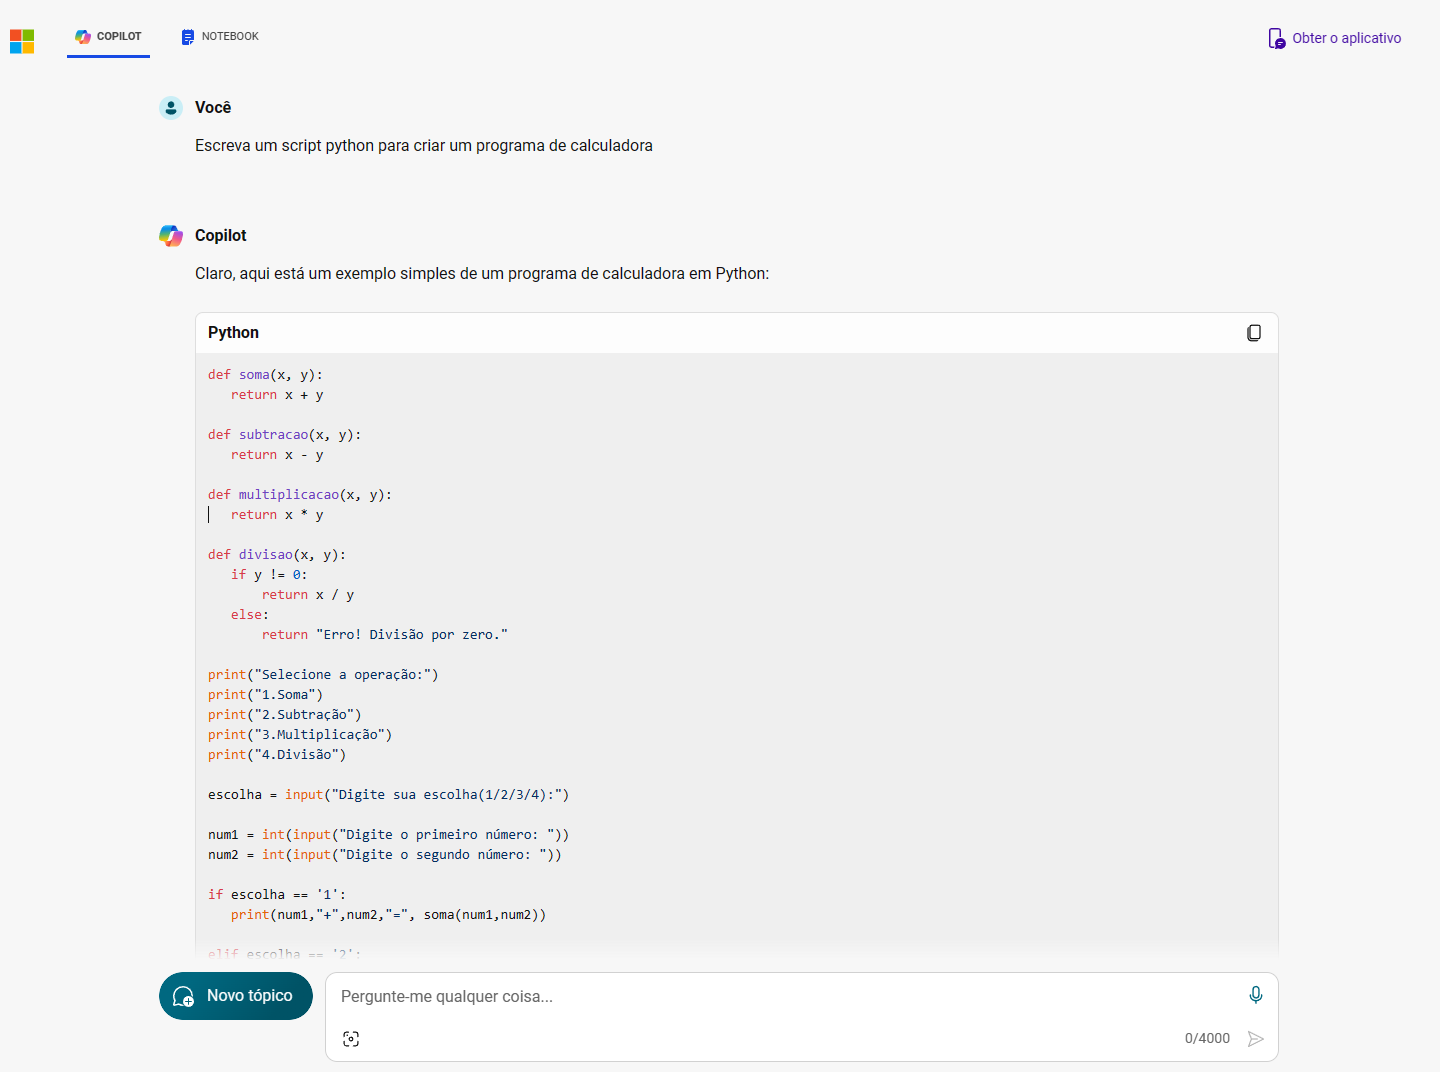 COPILOT
NOTEBOOK
Obter o aplicativo
Você
Escreva um script python para criar um programa de calculadora
Copilot
Claro, aqui está um exemplo simples de um programa de calculadora em Python:
Python
def soma(x, y):
   return x + y
def subtracao(x, y):
   return x - y
def multiplicacao(x, y):
   return x * y
def divisao(x, y):
   if y != 0:
       return x / y
   else:
       return "Erro! Divisão por zero."
print("Selecione a operação:")
print("1.Soma")
print("2.Subtração")
print("3.Multiplicação")
print("4.Divisão")
escolha = input("Digite sua escolha(1/2/3/4):")
num1 = int(input("Digite o primeiro número: "))
num2 = int(input("Digite o segundo número: "))
if escolha == '1':
   print(num1,"+",num2,"=", soma(num1,num2))
elif escolha == '2':
Novo tópico
Pergunte-me qualquer coisa...
0/4000